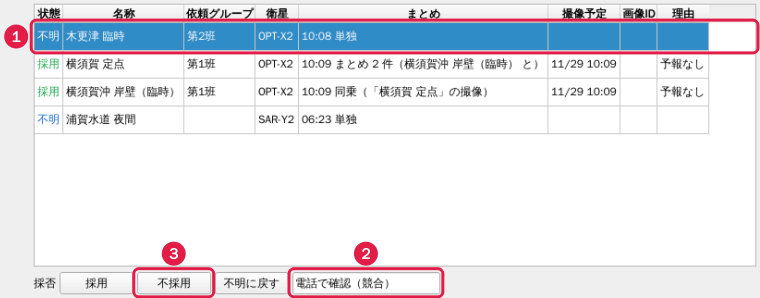 状態 名称 依頼グループ 衛星 まとめ 撮像予定 画像ID 理由
1 不明 木更津 臨時 第2班 OPT-X2 10:08 単独
採用 横須賀 定点 第1班 OPT-X2 10:09 まとめ 2 件（横須賀沖 岸壁（臨時） と） 11/29 10:09 予報なし
採用 横須賀沖 岸壁（臨時） 第1班 OPT-X2 10:09 同乗（「横須賀 定点」の撮像） 11/29 10:09 予報なし
不明 浦賀水道 夜間 SAR-Y2 06:23 単独
3 2
採否 採用 不採用 不明に戻す 電話で確認（競合）